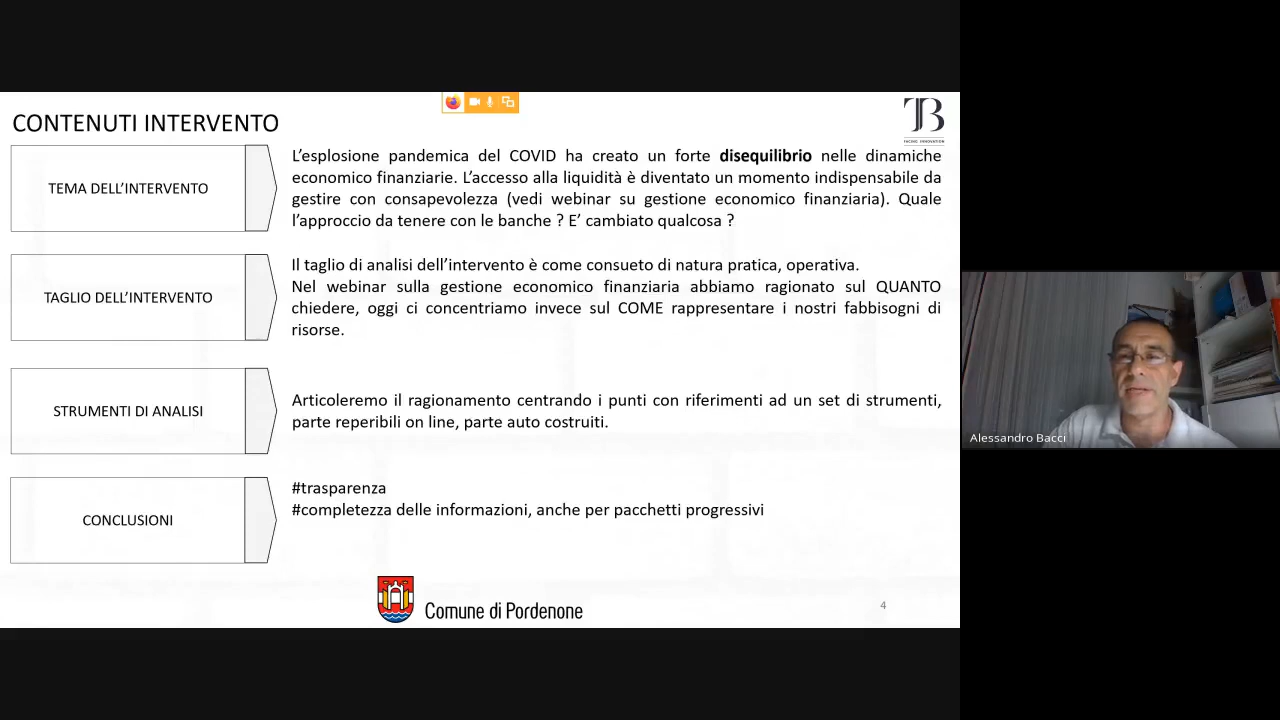 CONTENUTI INTERVENTO
TB
FACING INNOVATION
TEMA DELL’INTERVENTO
L’esplosione pandemica del COVID ha creato un forte disequilibrio nelle dinamiche
economico finanziarie. L’accesso alla liquidità è diventato un momento indispensabile da
gestire con consapevolezza (vedi webinar su gestione economico finanziaria). Quale
l’approccio da tenere con le banche ? E’ cambiato qualcosa ?
TAGLIO DELL’INTERVENTO
Il taglio di analisi dell’intervento è come consueto di natura pratica, operativa.
Nel webinar sulla gestione economico finanziaria abbiamo ragionato sul QUANTO
chiedere, oggi ci concentriamo invece sul COME rappresentare i nostri fabbisogni di
risorse.
STRUMENTI DI ANALISI
Articoleremo il ragionamento centrando i punti con riferimenti ad un set di strumenti,
parte reperibili on line, parte auto costruiti.
CONCLUSIONI
#trasparenza
#completezza delle informazioni, anche per pacchetti progressivi
Comune di Pordenone
4
Alessandro Bacci